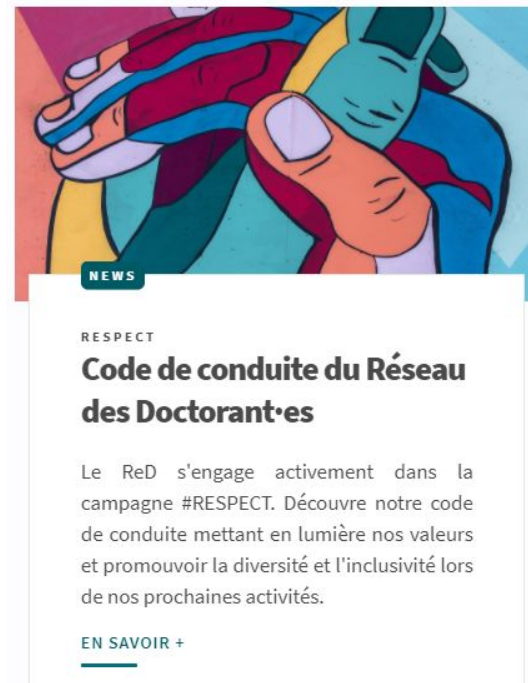 NEWS
RESPECT
Code de conduite du Réseau
des Doctorant·es
Le ReD s'engage activement dans la
campagne #RESPECT. Découvre notre code
de conduite mettant en lumière nos valeurs
et promouvoir la diversité et l'inclusivité lors
de nos prochaines activités.
EN SAVOIR +